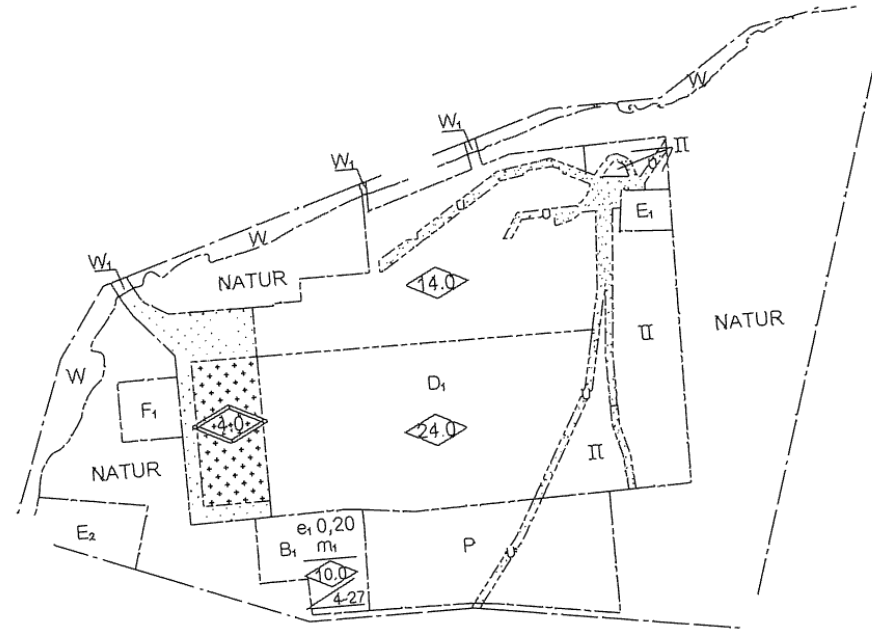 W
W₁
W₁
II
W
E₁
W₁
NATUR
14.0
II
NATUR
W
D₁
F₁
4.0
24.0
II
NATUR
e₁ 0,20
E₂
B₁
m₁
P
10.0
4-27